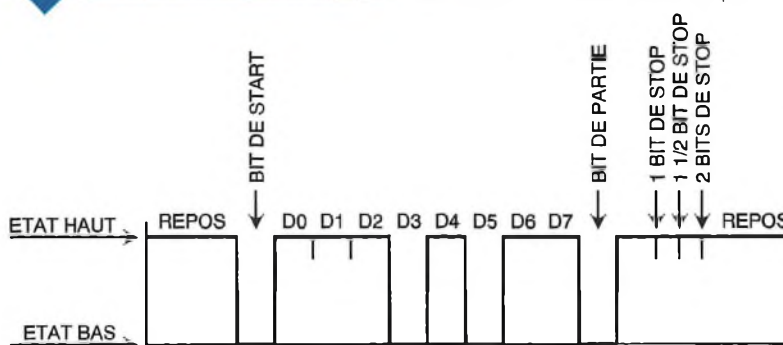 BIT DE START
BIT DE PARTIE
1 BIT DE STOP
1 1/2 BIT DE STOP
2 BITS DE STOP
ETAT HAUT
REPOS
D0 D1 D2 D3 D4 D5 D6 D7
REPOS
ETAT BAS